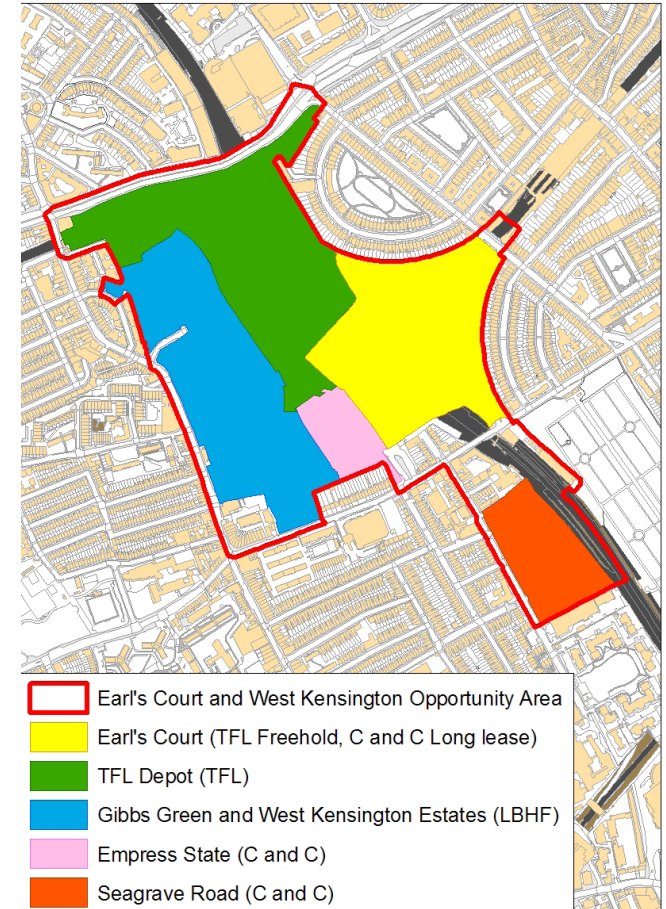 Earl's Court and West Kensington Opportunity Area
Earl's Court (TFL Freehold, C and C Long lease)
TFL Depot (TFL)
Gibbs Green and West Kensington Estates (LBHF)
Empress State (C and C)
Seagrave Road (C and C)